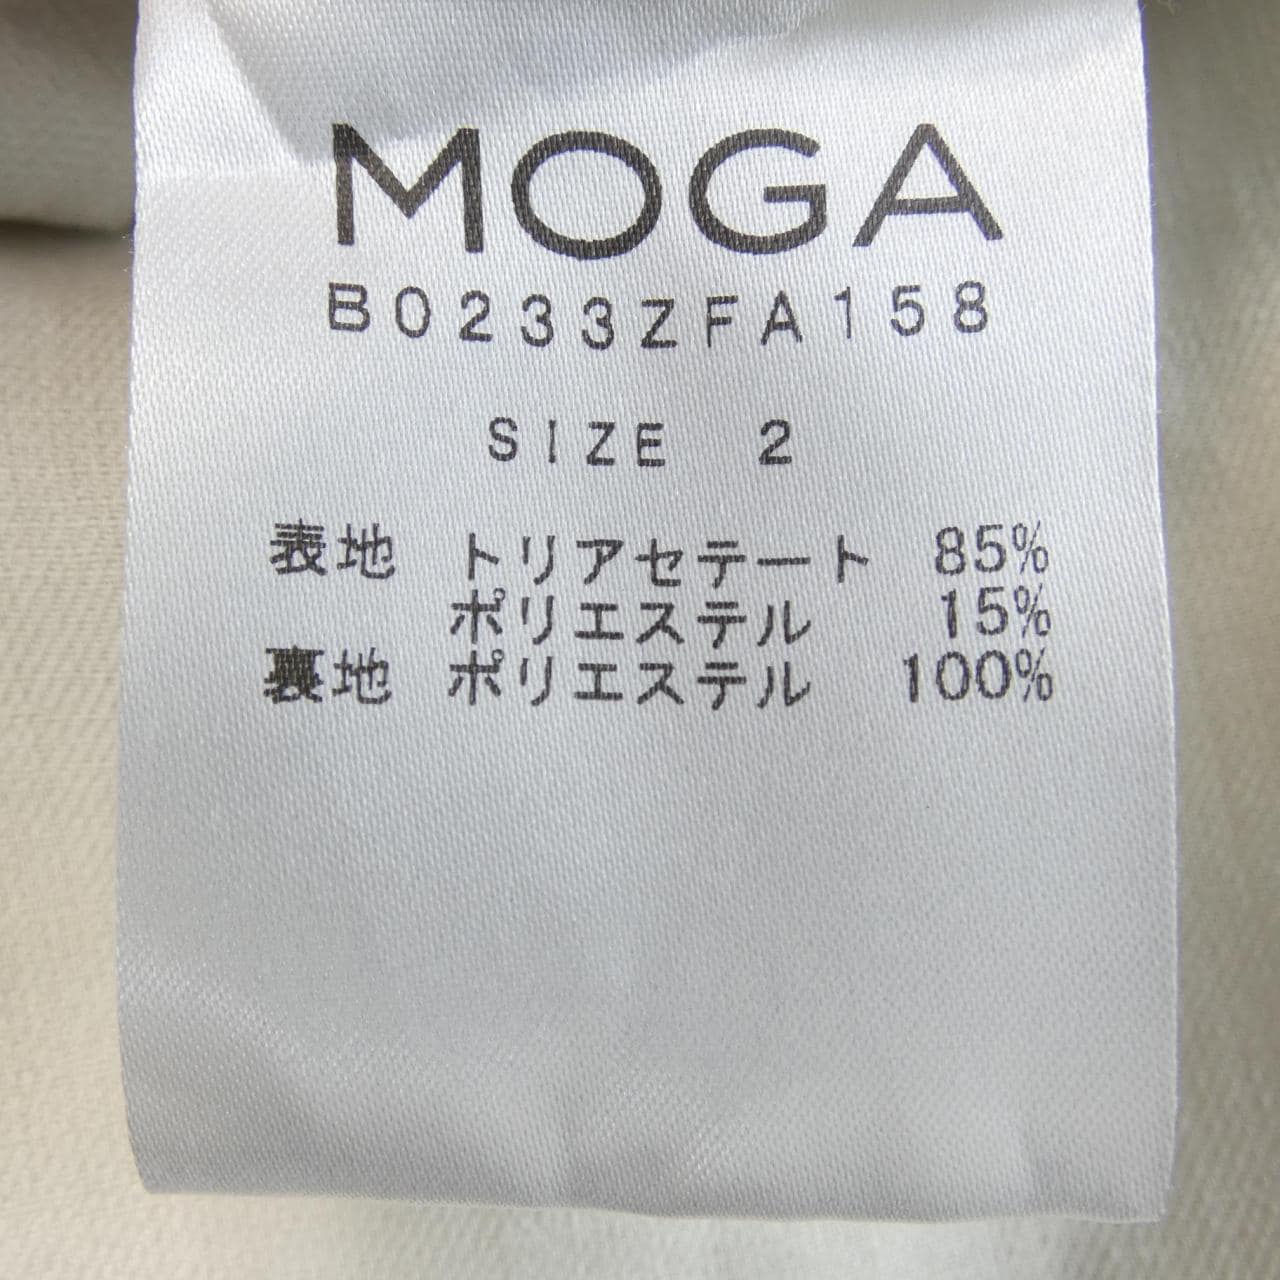 MOGA
B0233ZFA158
SIZE 2
表地 トリアセテート 85%
ポリエステル 15%
裏地 ポリエステル 100%